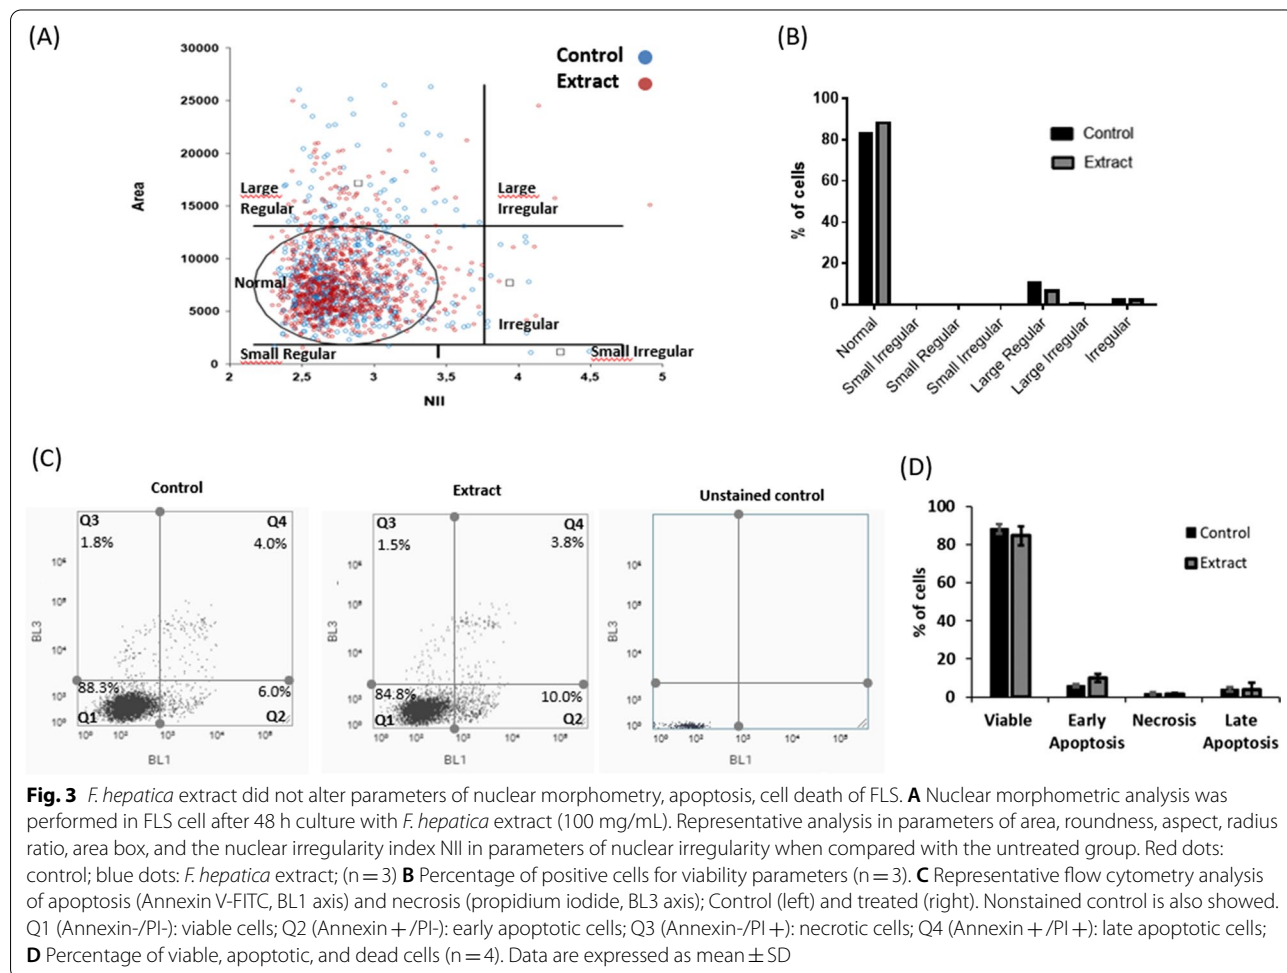 (A)
30000
25000
20000
15000
10000
5000
0
Area
2
2,5
3
3,5
4
4,5
5
NII
Control
Extract
Large
Regular
Large
Irregular
Normal
Irregular
Small Regular
Small Irregular
(B)
100
80
60
40
20
0
% of cells
Control
Extract
Normal
Small Irregular
Small Regular
Small Irregular
Large Regular
Large Irregular
Irregular
(C)
Control
Q3
1.8%
Q4
4.0%
88.3%
Q1
6.0%
Q2
BL3
BL1
Extract
Q3
1.5%
Q4
3.8%
84.8%
Q1
10.0%
Q2
BL3
BL1
Unstained control
BL3
BL1
(D)
100
80
60
40
20
0
% of cells
Control
Extract
Viable
Early
Apoptosis
Necrosis
Late
Apoptosis
Fig. 3 F. hepatica extract did not alter parameters of nuclear morphometry, apoptosis, cell death of FLS. A Nuclear morphometric analysis was
performed in FLS cell after 48 h culture with F. hepatica extract (100 mg/mL). Representative analysis in parameters of area, roundness, aspect, radius
ratio, area box, and the nuclear irregularity index NII in parameters of nuclear irregularity when compared with the untreated group. Red dots:
control; blue dots: F. hepatica extract; (n = 3) B Percentage of positive cells for viability parameters (n = 3). C Representative flow cytometry analysis
of apoptosis (Annexin V-FITC, BL1 axis) and necrosis (propidium iodide, BL3 axis); Control (left) and treated (right). Nonstained control is also showed.
Q1 (Annexin-/PI-): viable cells; Q2 (Annexin + /PI-): early apoptotic cells; Q3 (Annexin-/PI +): necrotic cells; Q4 (Annexin + /PI +): late apoptotic cells;
D Percentage of viable, apoptotic, and dead cells (n = 4). Data are expressed as mean ± SD